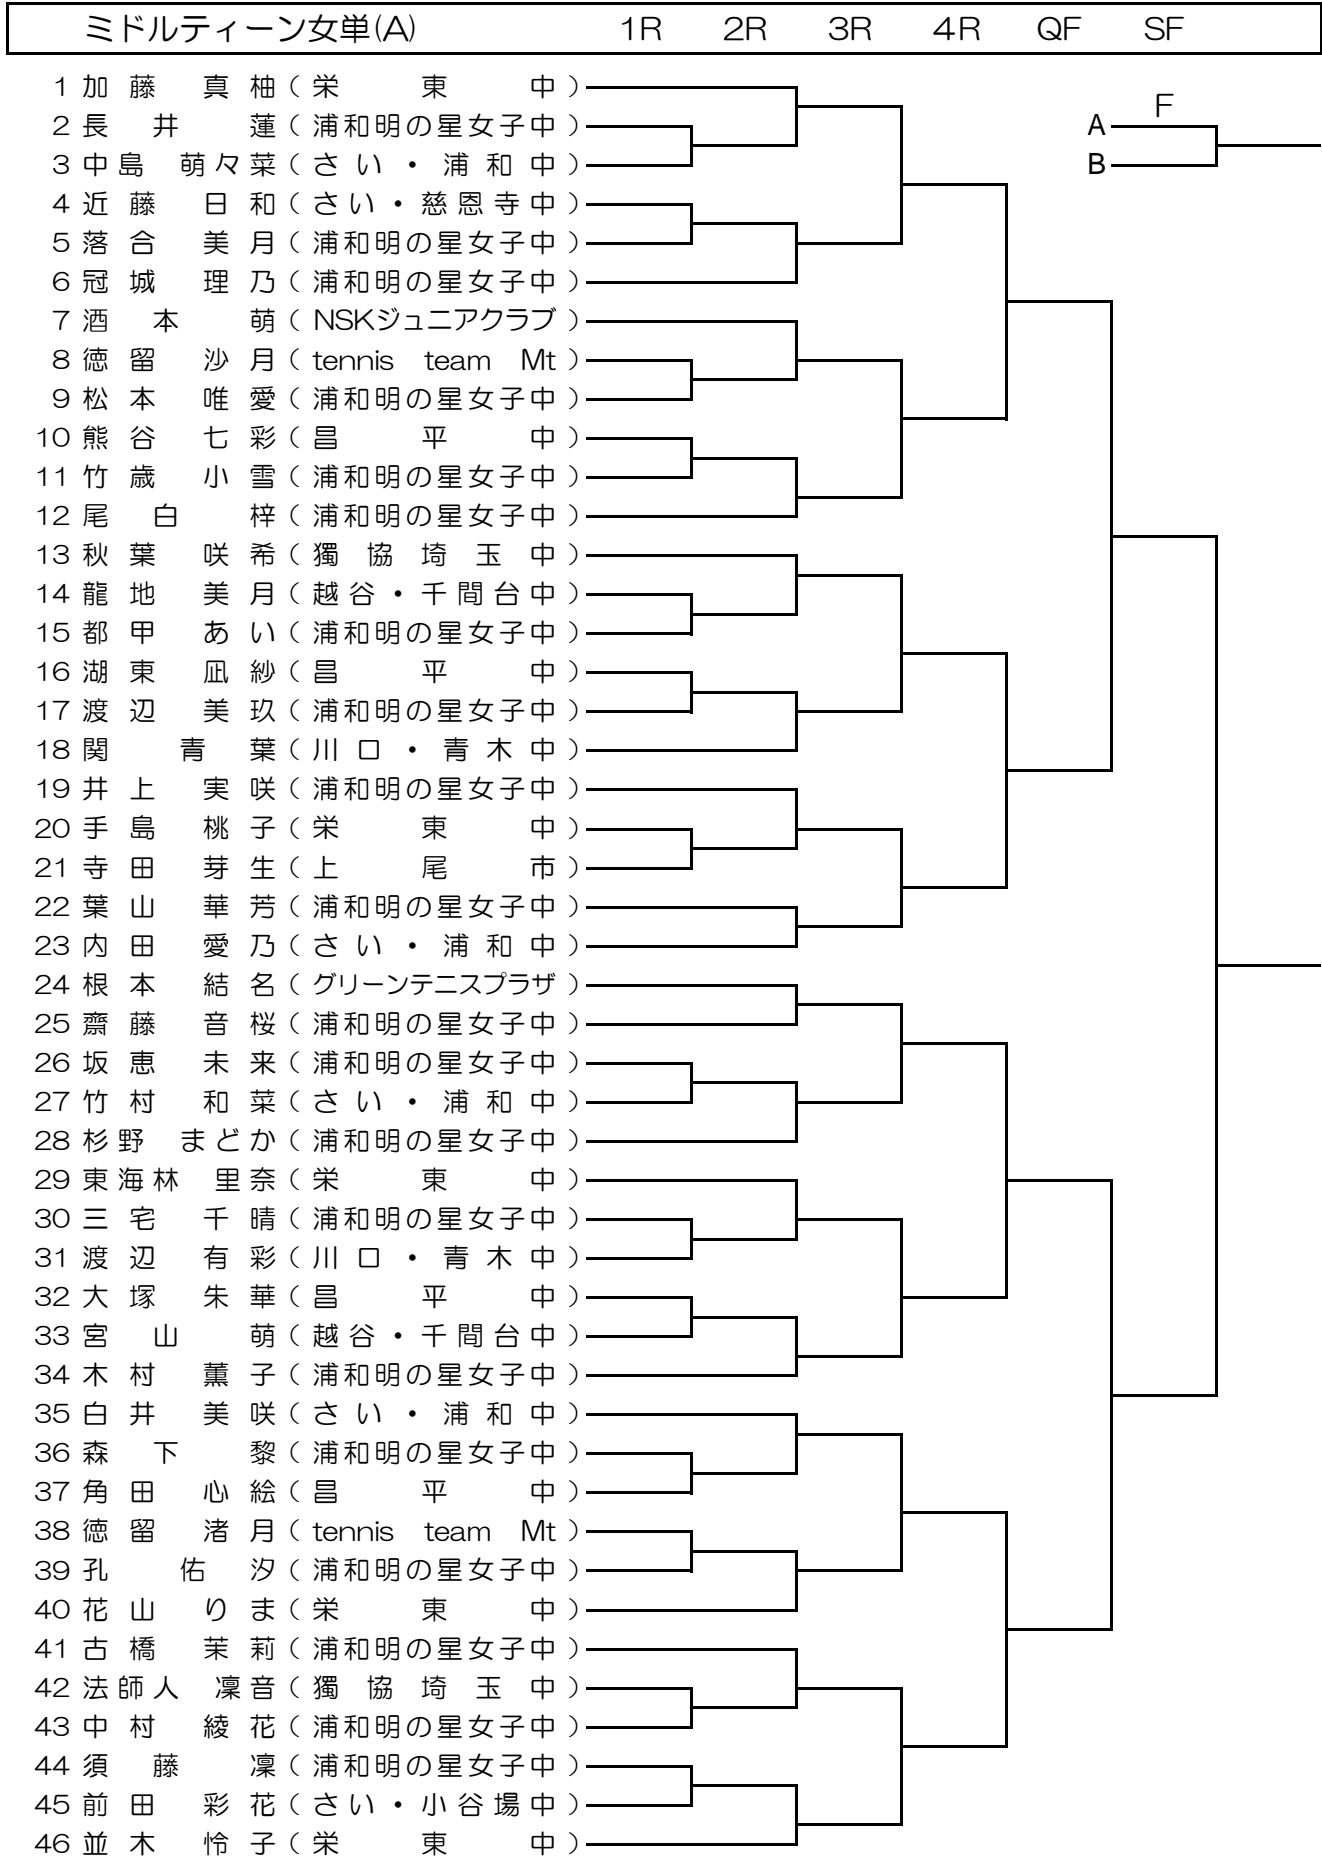 ミドルティーン女単(A) 1R 2R 3R 4R QF SF
F
A
B
1 加藤 真柚 (栄東中)
2 長井 蓮 (浦和明の星女子中)
3 中島 萌々菜 (さい・浦和中)
4 近藤 日和 (さい・慈恩寺中)
5 落合 美月 (浦和明の星女子中)
6 冠城 理乃 (浦和明の星女子中)
7 酒本 萌 (NSKジュニアクラブ)
8 徳留 沙月 (tennis team Mt)
9 松本 唯愛 (浦和明の星女子中)
10 熊谷 七彩 (昌平中)
11 竹歳 小雪 (浦和明の星女子中)
12 尾白 梓 (浦和明の星女子中)
13 秋葉 咲希 (獨協埼玉中)
14 龍地 美月 (越谷・千間台中)
15 都甲 あい (浦和明の星女子中)
16 湖東 凪紗 (昌平中)
17 渡辺 美玖 (浦和明の星女子中)
18 関 青葉 (川口・青木中)
19 井上 実咲 (浦和明の星女子中)
20 手島 桃子 (栄東中)
21 寺田 芽生 (上尾市)
22 葉山 華芳 (浦和明の星女子中)
23 内田 愛乃 (さい・浦和中)
24 根本 結名 (グリーンテニスプラザ)
25 齋藤 音桜 (浦和明の星女子中)
26 坂恵 未来 (浦和明の星女子中)
27 竹村 和菜 (さい・浦和中)
28 杉野 まどか (浦和明の星女子中)
29 東海林 里奈 (栄東中)
30 三宅 千晴 (浦和明の星女子中)
31 渡辺 有彩 (川口・青木中)
32 大塚 朱華 (昌平中)
33 宮山 萌 (越谷・千間台中)
34 木村 薫子 (浦和明の星女子中)
35 白井 美咲 (さい・浦和中)
36 森下 黎 (浦和明の星女子中)
37 角田 心絵 (昌平中)
38 徳留 渚月 (tennis team Mt)
39 孔 佑汐 (浦和明の星女子中)
40 花山 りま (栄東中)
41 古橋 茉莉 (浦和明の星女子中)
42 法師人 凜音 (獨協埼玉中)
43 中村 綾花 (浦和明の星女子中)
44 須藤 凜 (浦和明の星女子中)
45 前田 彩花 (さい・小谷場中)
46 並木 怜子 (栄東中)